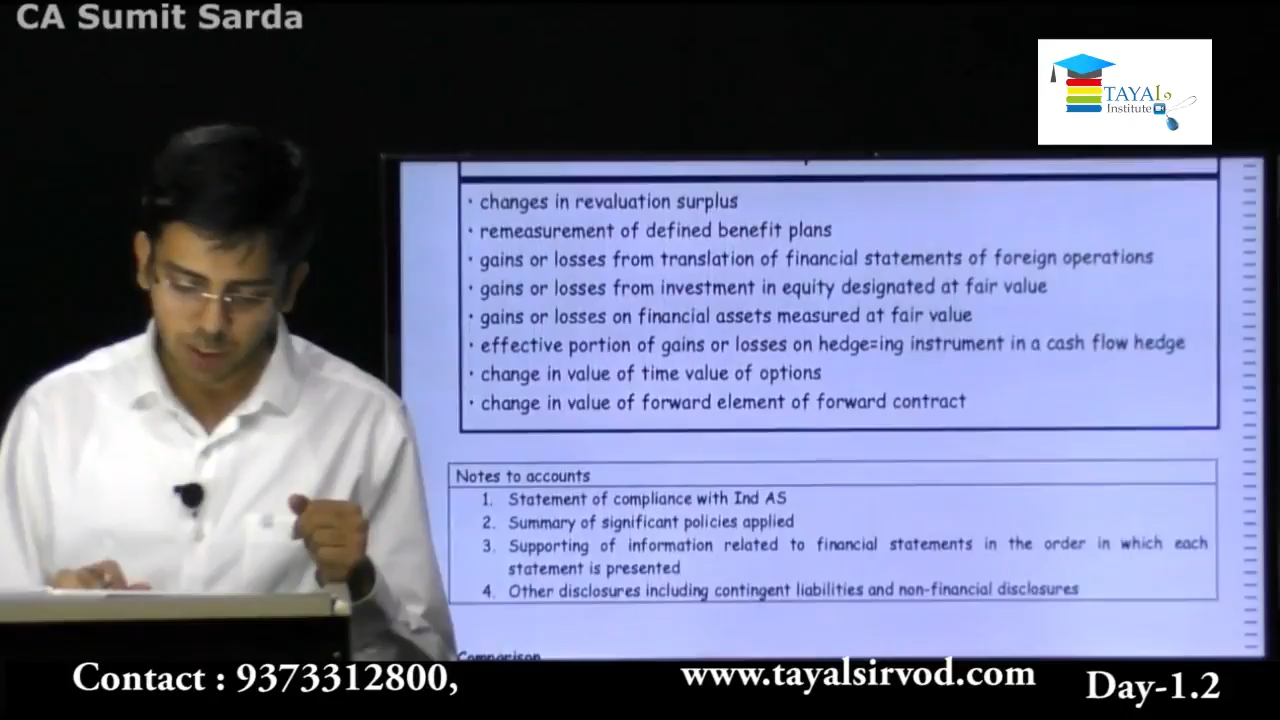 CA Sumit Sarda
TAYAls
Institute
• changes in revaluation surplus
• remeasurement of defined benefit plans
• gains or losses from translation of financial statements of foreign operations
• gains or losses from investment in equity designated at fair value
• gains or losses on financial assets measured at fair value
• effective portion of gains or losses on hedge=ing instrument in a cash flow hedge
• change in value of time value of options
• change in value of forward element of forward contract
Notes to accounts
1. Statement of compliance with Ind AS
2. Summary of significant policies applied
3. Supporting of information related to financial statements in the order in which each
statement is presented
4. Other disclosures including contingent liabilities and non-financial disclosures
Comparison
Contact : 9373312800,
www.tayalsirvod.com
Day-1.2